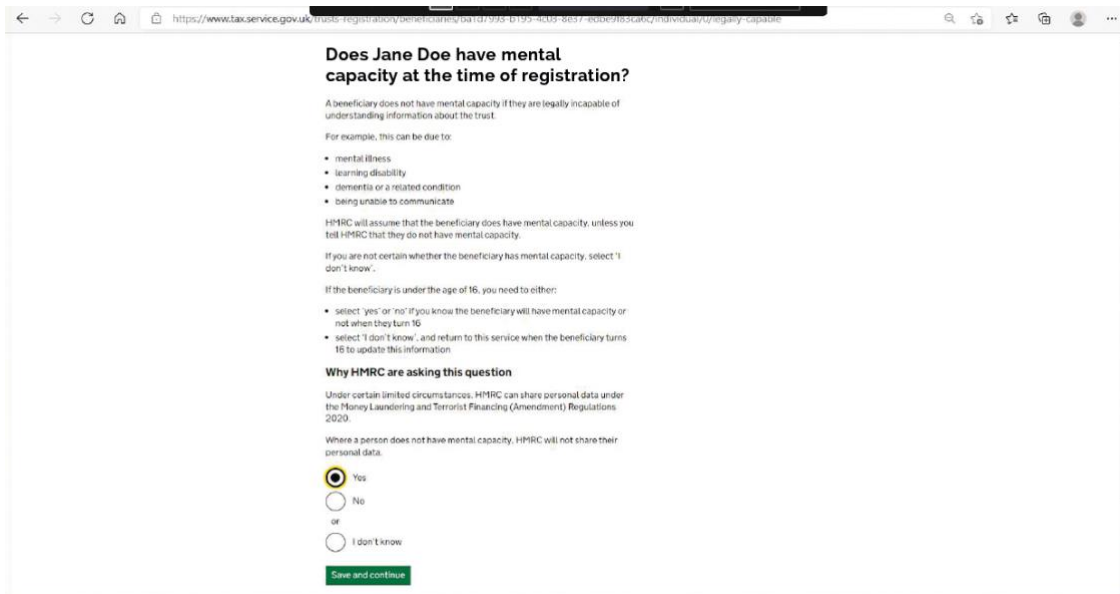 https://www.tax.service.gov.uk/trusts-registration/beneficiaries/ba1d7993-b195-4c03-8e37-edbe9f83ca6c/individual/0/legally-capable
Does Jane Doe have mental
capacity at the time of registration?
A beneficiary does not have mental capacity if they are legally incapable of
understanding information about the trust.
For example, this can be due to:
• mental illness
• learning disability
• dementia or a related condition
• being unable to communicate
HMRC will assume that the beneficiary does have mental capacity, unless you
tell HMRC that they do not have mental capacity.
If you are not certain whether the beneficiary has mental capacity, select 'I
don't know'.
If the beneficiary is under the age of 16, you need to either:
• select 'yes' or 'no' if you know the beneficiary will have mental capacity or
not when they turn 16
• select 'I don't know', and return to this service when the beneficiary turns
16 to update this information
Why HMRC are asking this question
Under certain limited circumstances, HMRC can share personal data under
the Money Laundering and Terrorist Financing (Amendment) Regulations
2020.
Where a person does not have mental capacity, HMRC will not share their
personal data.
Yes
No
or
I don't know
Save and continue